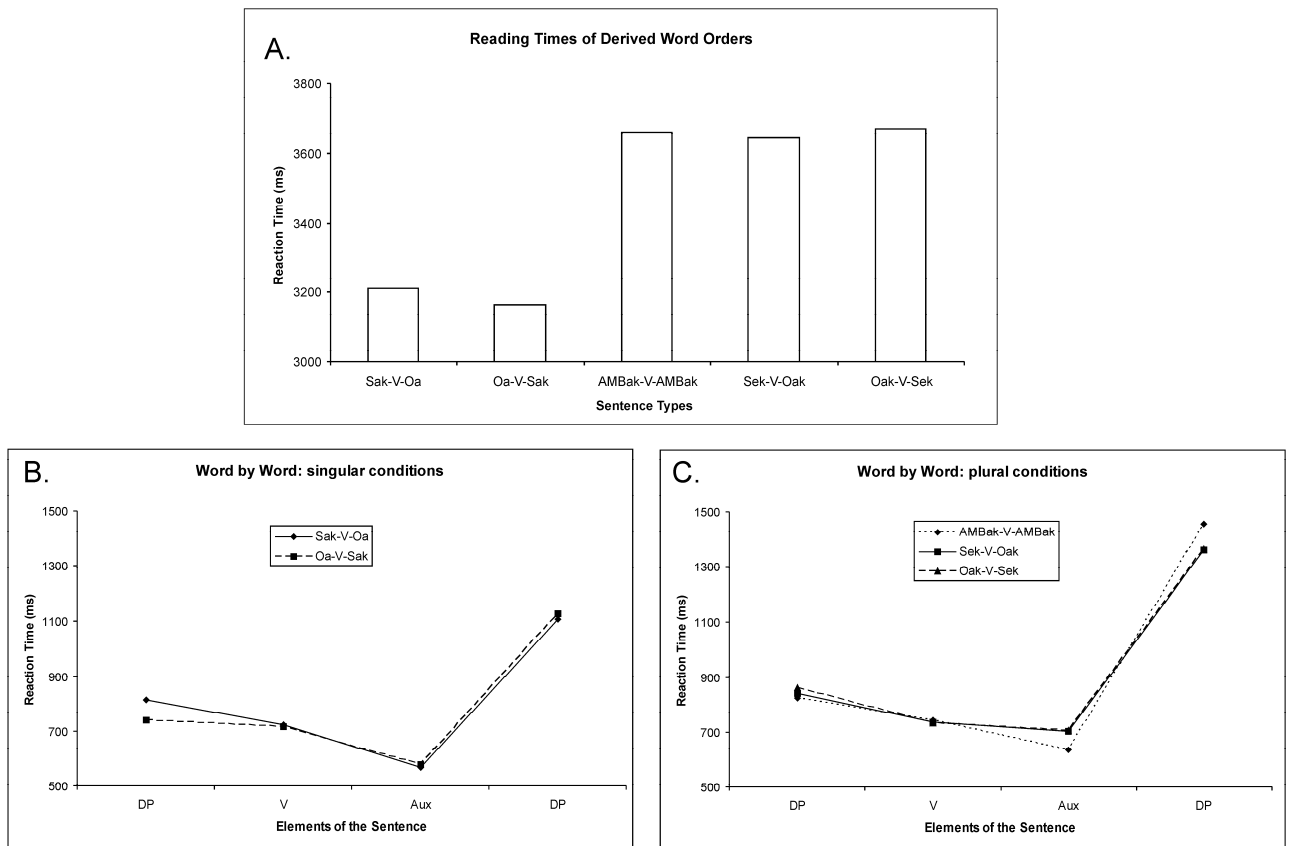 A.
Reading Times of Derived Word Orders
3800
3600
3400
3200
3000
Reaction Time (ms)
Sak-V-Oa Oa-V-Sak AMBak-V-AMBak Sek-V-Oak Oak-V-Sek
Sentence Types
B.
Word by Word: singular conditions
1500
1300
1100
900
700
500
Reaction Time (ms)
Sak-V-Oa
Oa-V-Sak
DP V Aux DP
Elements of the Sentence
C.
Word by Word: plural conditions
1500
1300
1100
900
700
500
Reaction Time (ms)
AMBak-V-AMBak
Sek-V-Oak
Oak-V-Sek
DP V Aux DP
Elements of the Sentence